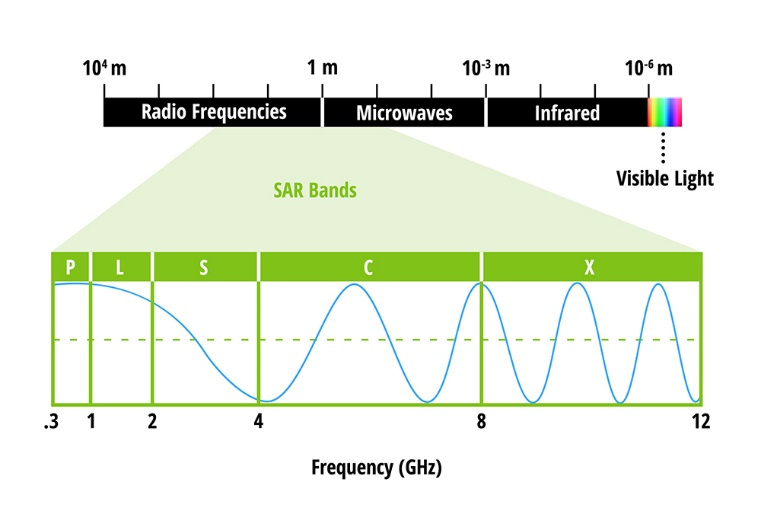 10⁴ m 1 m 10⁻³ m 10⁻⁶ m
Radio Frequencies Microwaves Infrared
Visible Light
SAR Bands
P L S C X
.3 1 2 4 8 12
Frequency (GHz)